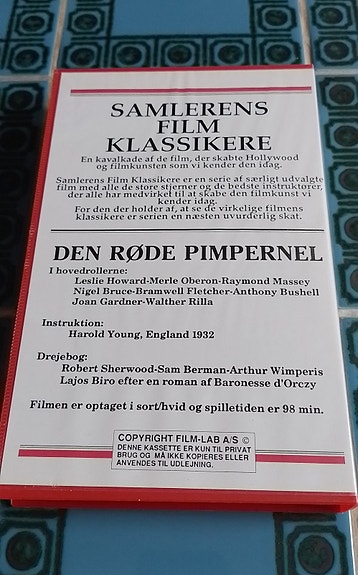 SAMLERENS
FILM
KLASSIKERE
En kavalkade af de film, der skabte Hollywood
og filmkunsten som vi kender den idag.
Samlerens Film Klassikere er en serie af særligt udvalgte
film med alle de store stjerner og de bedste instruktører,
der alle har medvirket til at skabe den filmkunst vi
kender idag.
For den der holder af, at se de virkelige filmens
klassikere er serien en næsten uvurderlig skat.
DEN RØDE PIMPERNEL
I hovedrollerne:
Leslie Howard-Merle Oberon-Raymond Massey
Nigel Bruce-Bramwell Fletcher-Anthony Bushell
Joan Gardner-Walther Rilla
Instruktion:
Harold Young, England 1932
Drejebog:
Robert Sherwood-Sam Berman-Arthur Wimperis
Lajos Biro efter en roman af Baronesse d'Orczy
Filmen er optaget i sort/hvid og spilletiden er 98 min.
COPYRIGHT FILM-LAB A/S ©
DENNE KASSETTE ER KUN TIL PRIVAT
BRUG OG MÅ IKKE KOPIERES ELLER
ANVENDES TIL UDLEJNING.